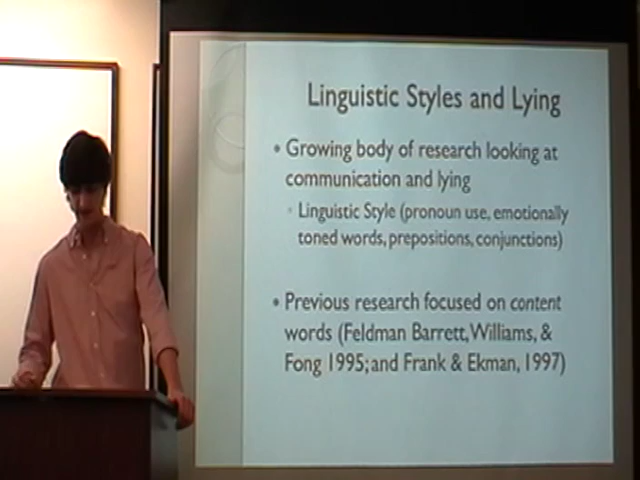 Linguistic Styles and Lying
• Growing body of research looking at
communication and lying
◦ Linguistic Style (pronoun use, emotionally
toned words, prepositions, conjunctions)
• Previous research focused on content
words (Feldman Barrett, Williams, &
Fong 1995; and Frank & Ekman, 1997)